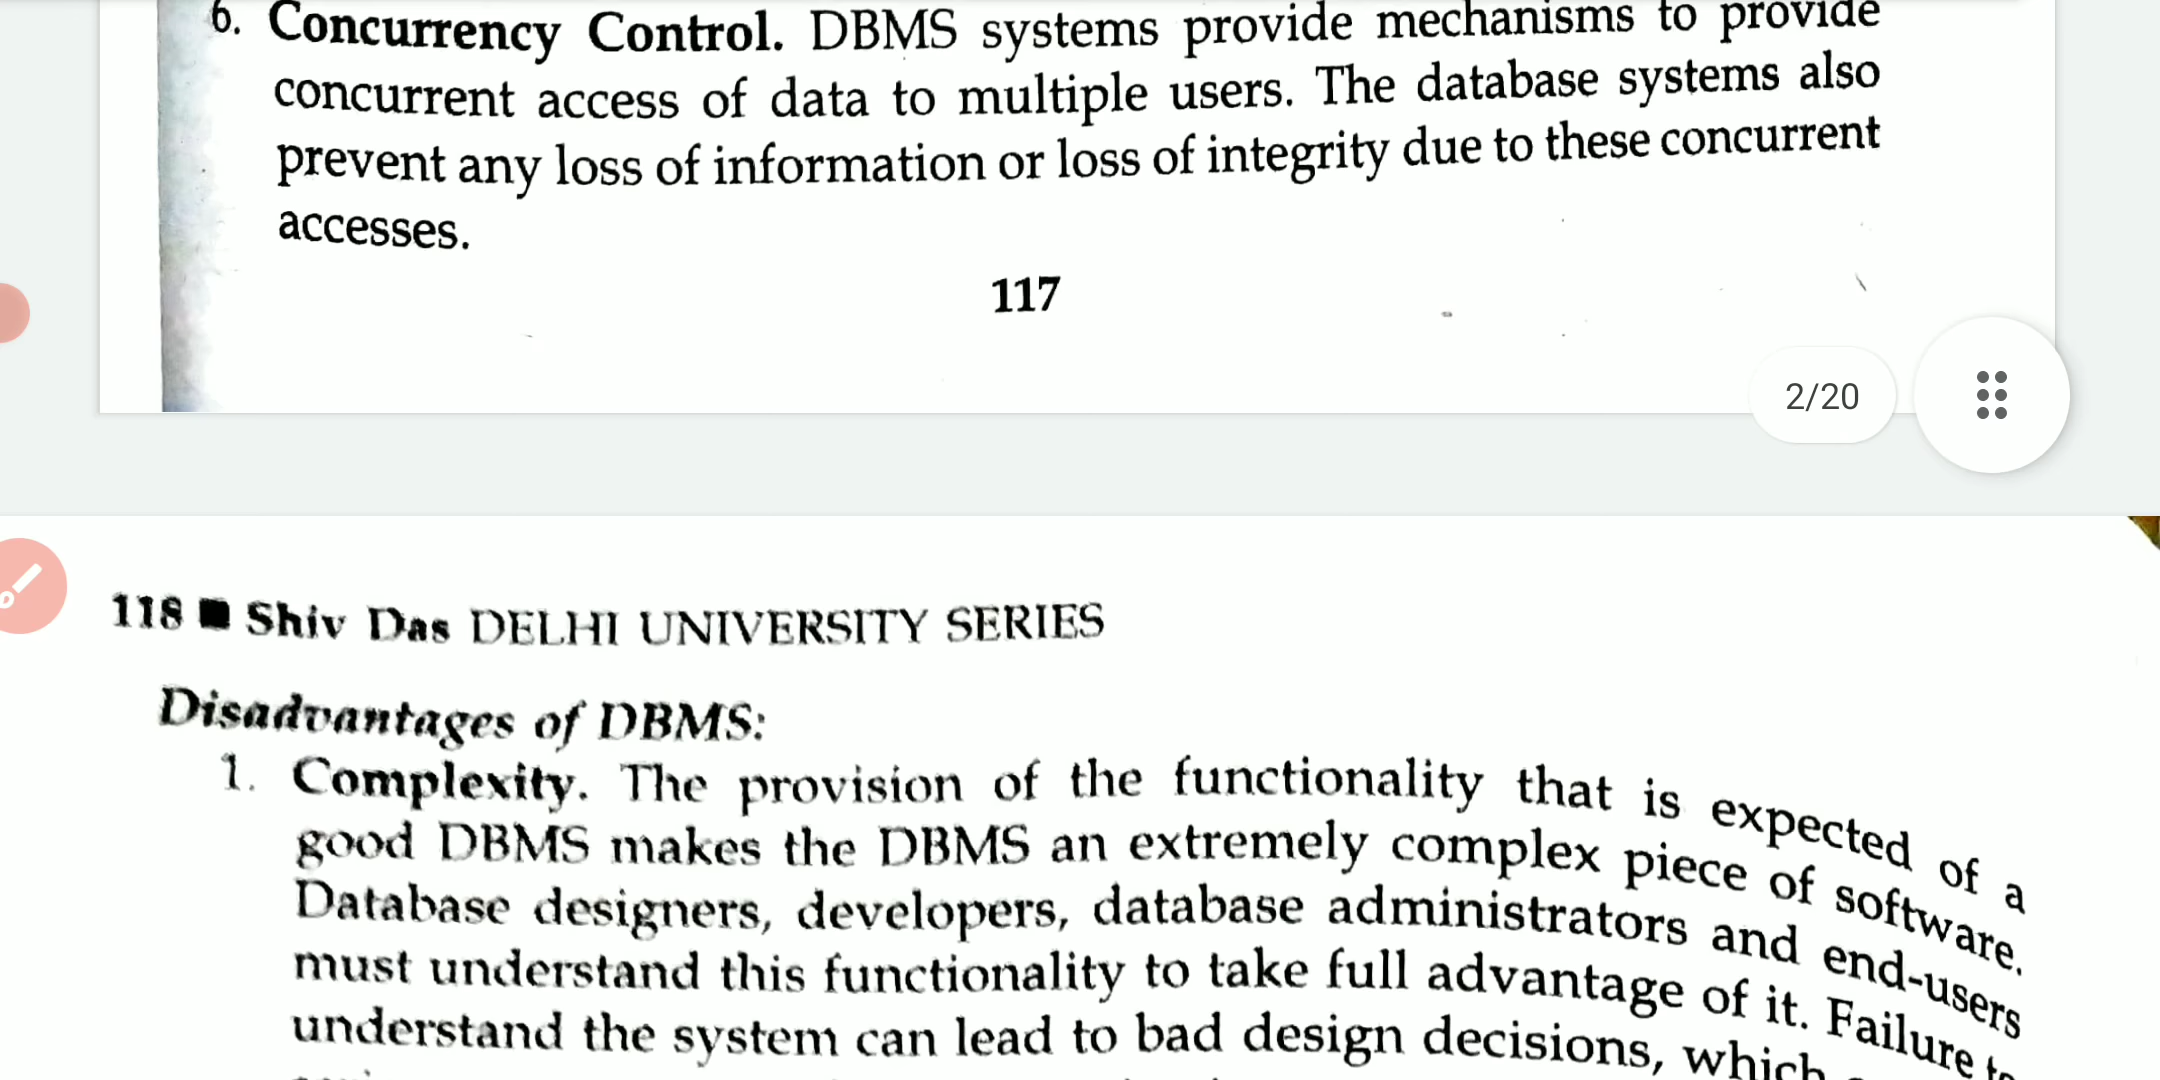 6. Concurrency Control. DBMS systems provide mechanisms to provide
concurrent access of data to multiple users. The database systems also
prevent any loss of information or loss of integrity due to these concurrent
accesses.
117
2/20
118 ■ Shiv Das DELHI UNIVERSITY SERIES
Disadvantages of DBMS:
1. Complexity. The provision of the functionality that is expected of a
good DBMS makes the DBMS an extremely complex piece of software.
Database designers, developers, database administrators and end-users
must understand this functionality to take full advantage of it. Failure to
understand the system can lead to bad design decisions, which